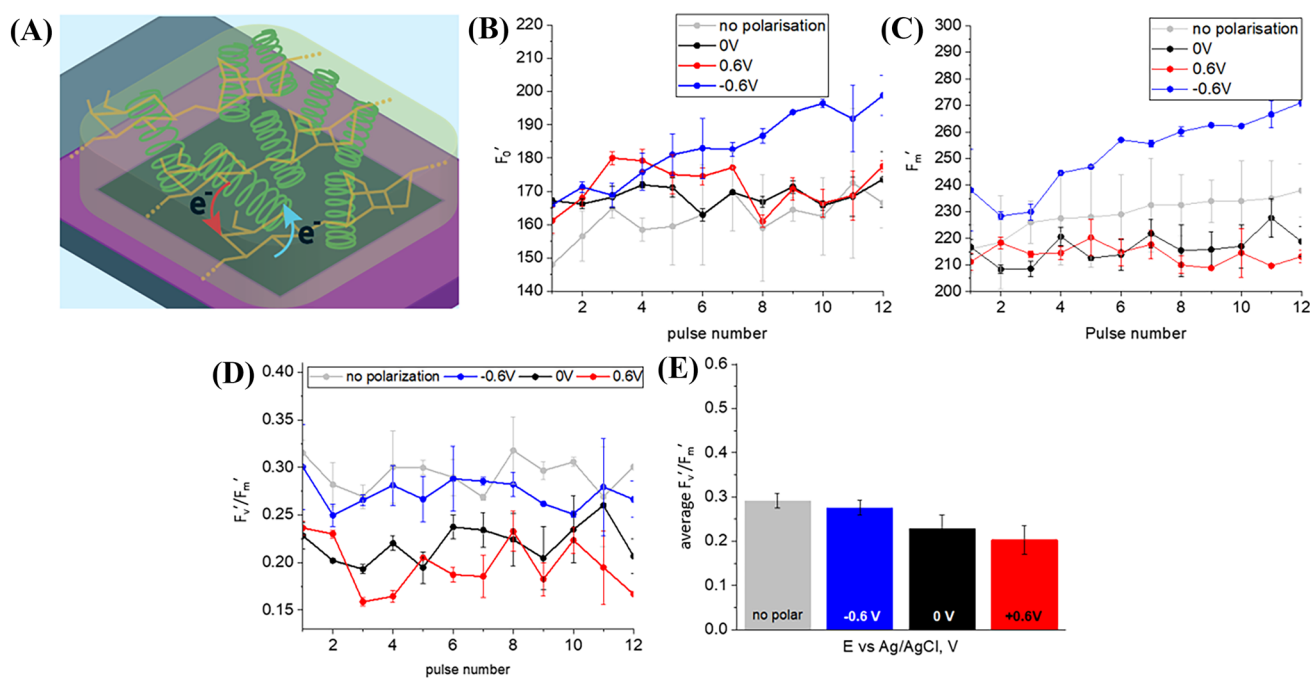 (A)
e⁻
e⁻
(B)
no polarisation
0V
0.6V
-0.6V
F₀′
200
190
180
170
160
150
140
2 4 6 8 10 12
pulse number
(C)
no polarisation
0V
0.6V
-0.6V
Fₘ′
300
290
280
270
260
250
240
230
220
210
200
2 4 6 8 10 12
Pulse number
(D)
no polarization -0.6V 0V 0.6V
Fᵥ′/Fₘ′
0.40
0.35
0.30
0.25
0.20
0.15
2 4 6 8 10 12
pulse number
(E)
average Fᵥ′/Fₘ′
0.6
0.5
0.4
0.3
0.2
0.1
0.0
no polar -0.6 V 0 V +0.6V
E vs Ag/AgCl, V